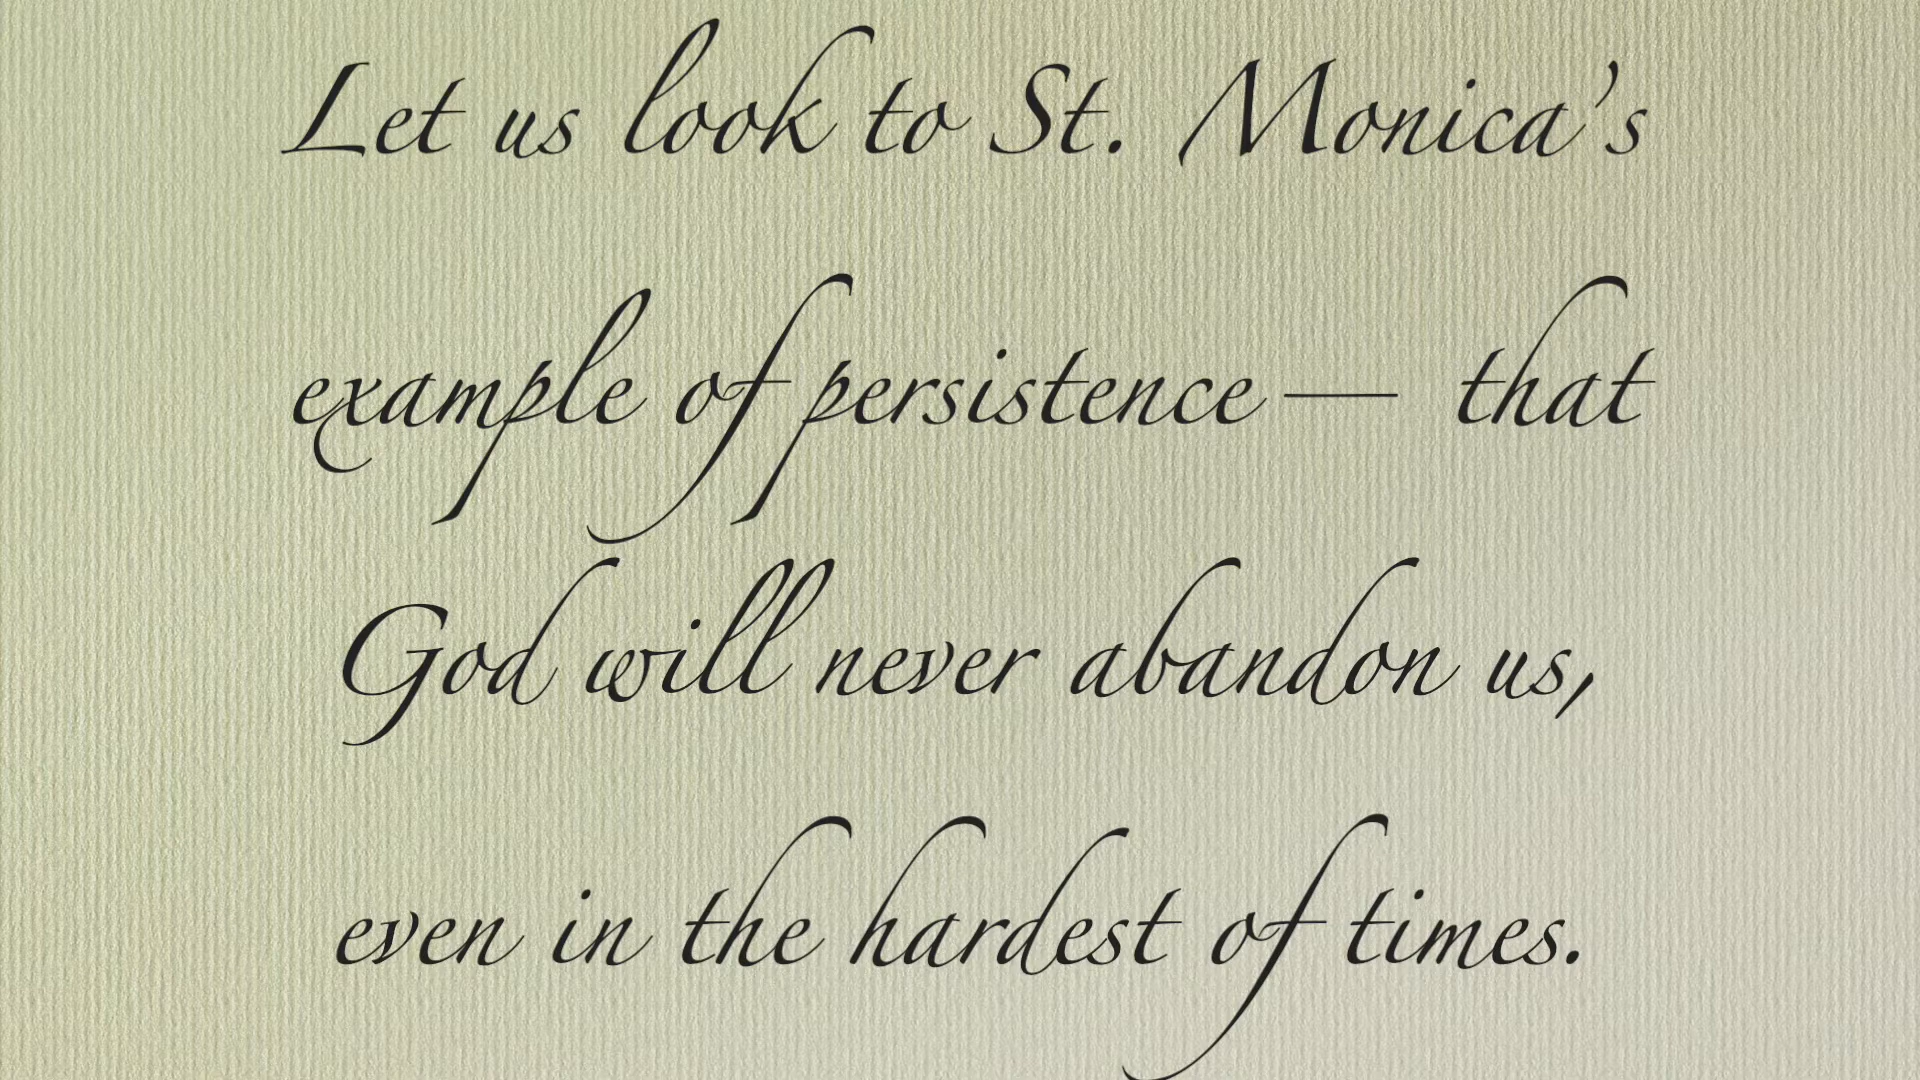 Let us look to St. Monica’s
example of persistence — that
God will never abandon us,
even in the hardest of times.